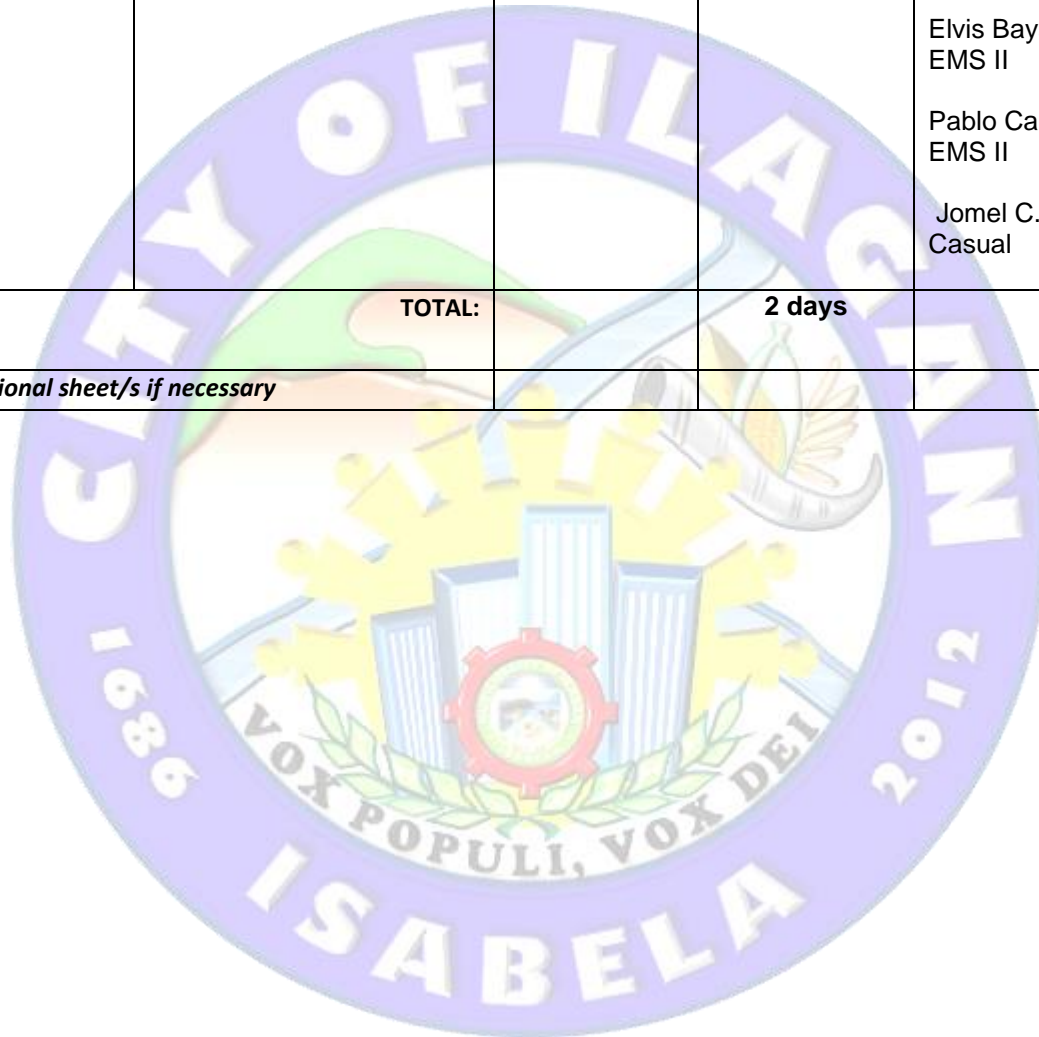 Elvis Bay
EMS II
Pablo Ca
EMS II
Jomel C.
Casual
TOTAL: 2 days
ional sheet/s if necessary
CITY OF ILAGAN
1686
2012
VOX POPULI, VOX DEI
ISABELA